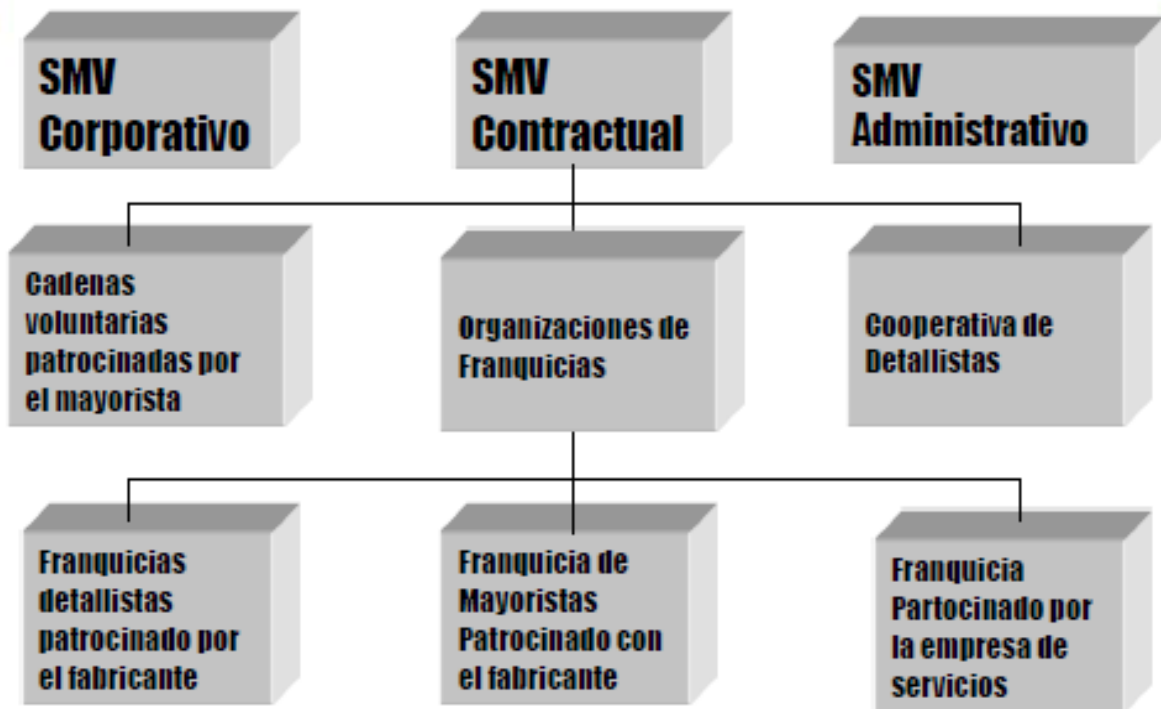 SMV
Corporativo
SMV
Contractual
SMV
Administrativo
Cadenas
voluntarias
patrocinadas por
el mayorista
Organizaciones de
Franquicias
Cooperativa de
Detallistas
Franquicias
detallistas
patrocinado por
el fabricante
Franquicia de
Mayoristas
Patrocinado con
el fabricante
Franquicia
Partocinado por
la empresa de
servicios